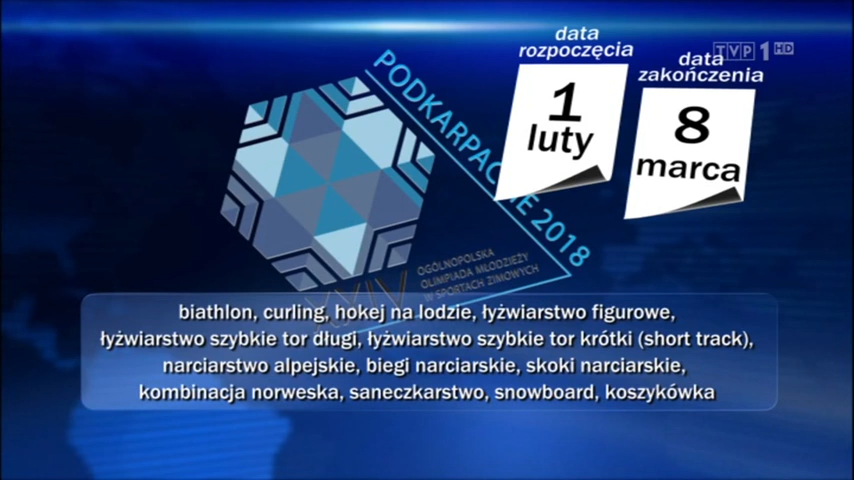 data
rozpoczęcia
1
luty
data
zakończenia
8
marca
TVP 1 HD
PODKARPACKIE 2018
XXIV
OGÓLNOPOLSKA
OLIMPIADA MŁODZIEŻY
W SPORTACH ZIMOWYCH
biathlon, curling, hokej na lodzie, łyżwiarstwo figurowe,
łyżwiarstwo szybkie tor długi, łyżwiarstwo szybkie tor krótki (short track),
narciarstwo alpejskie, biegi narciarskie, skoki narciarskie,
kombinacja norweska, saneczkarstwo, snowboard, koszykówka